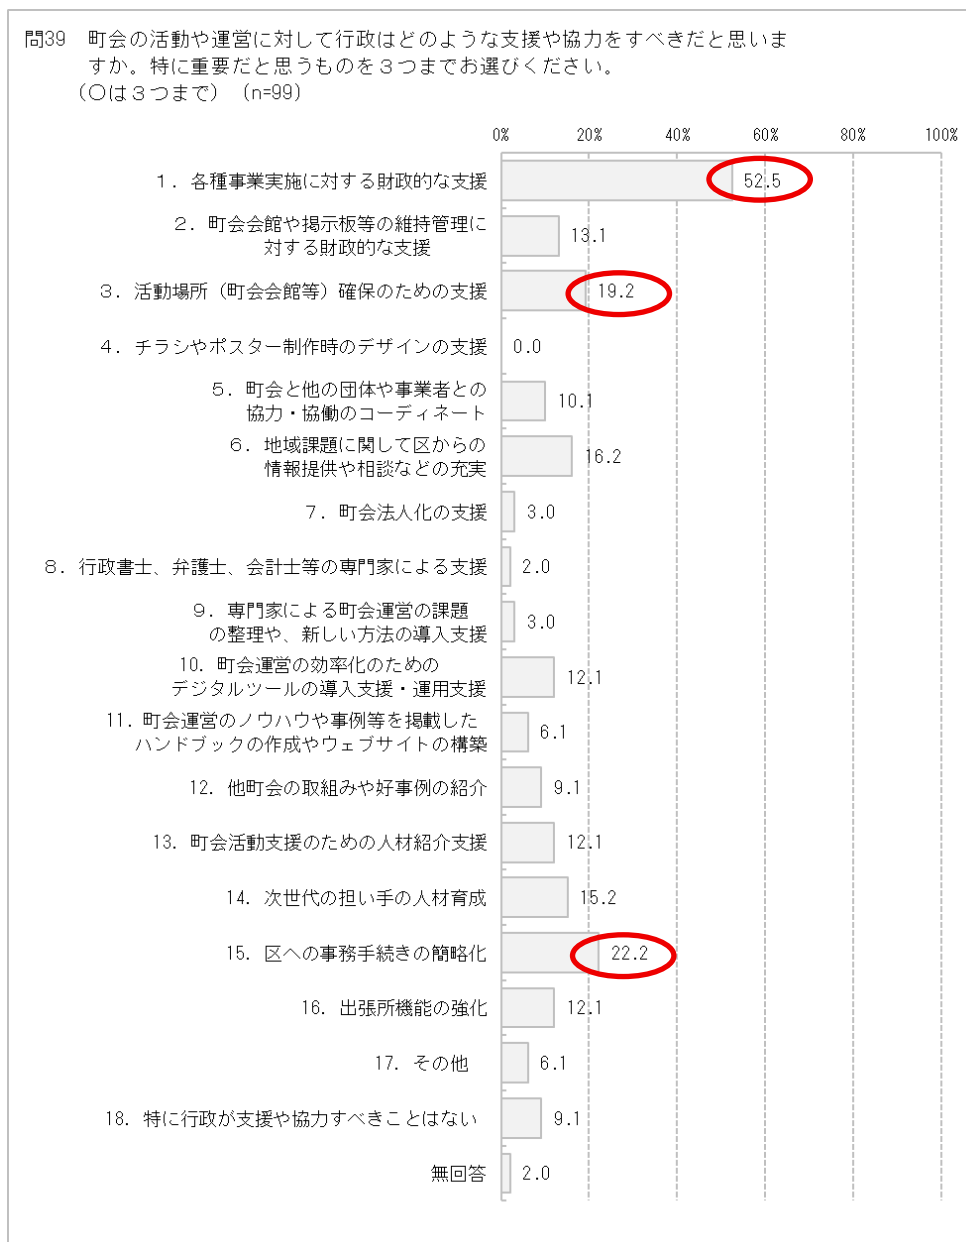 問39　町会の活動や運営に対して行政はどのような支援や協力をすべきだと思いま
すか。特に重要だと思うものを３つまでお選びください。
（〇は３つまで）（n=99）
0% 20% 40% 60% 80% 100%
１．各種事業実施に対する財政的な支援 52.5
２．町会会館や掲示板等の維持管理に
対する財政的な支援 13.1
３．活動場所（町会会館等）確保のための支援 19.2
４．チラシやポスター制作時のデザインの支援 0.0
５．町会と他の団体や事業者との
協力・協働のコーディネート 10.1
６．地域課題に関して区からの
情報提供や相談などの充実 16.2
７．町会法人化の支援 3.0
８．行政書士、弁護士、会計士等の専門家による支援 2.0
９．専門家による町会運営の課題
の整理や、新しい方法の導入支援 3.0
10．町会運営の効率化のための
デジタルツールの導入支援・運用支援 12.1
11．町会運営のノウハウや事例等を掲載した
ハンドブックの作成やウェブサイトの構築 6.1
12．他町会の取組みや好事例の紹介 9.1
13．町会活動支援のための人材紹介支援 12.1
14．次世代の担い手の人材育成 15.2
15．区への事務手続きの簡略化 22.2
16．出張所機能の強化 12.1
17．その他 6.1
18．特に行政が支援や協力すべきことはない 9.1
無回答 2.0